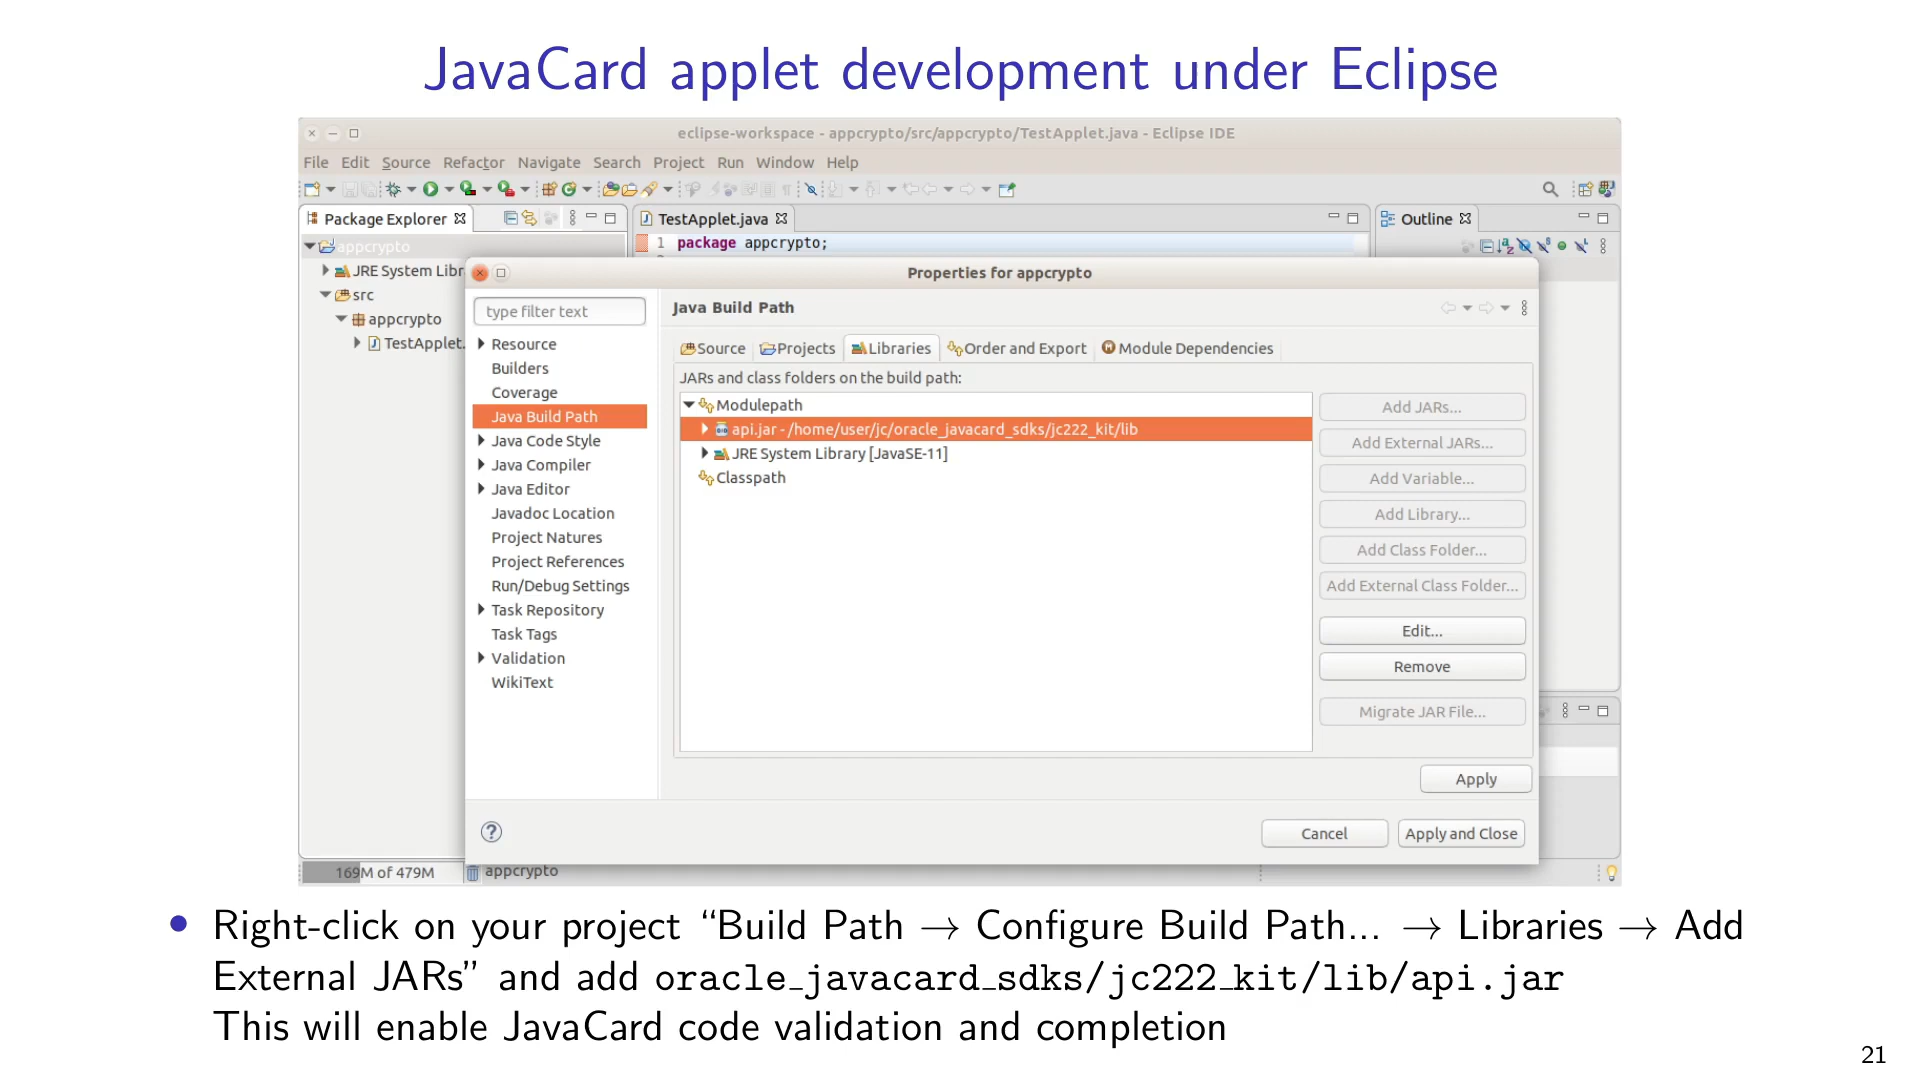 JavaCard applet development under Eclipse
eclipse-workspace - appcrypto/src/appcrypto/TestApplet.java - Eclipse IDE
File Edit Source Refactor Navigate Search Project Run Window Help
Package Explorer
TestApplet.java
Outline
appcrypto
1 package appcrypto;
JRE System Libr
src
appcrypto
TestApplet.
Properties for appcrypto
type filter text
Resource
Builders
Coverage
Java Build Path
Java Code Style
Java Compiler
Java Editor
Javadoc Location
Project Natures
Project References
Run/Debug Settings
Task Repository
Task Tags
Validation
WikiText
Java Build Path
Source Projects Libraries Order and Export Module Dependencies
JARs and class folders on the build path:
Modulepath
api.jar - /home/user/jc/oracle_javacard_sdks/jc222_kit/lib
JRE System Library [JavaSE-11]
Classpath
Add JARs...
Add External JARs...
Add Variable...
Add Library...
Add Class Folder...
Add External Class Folder...
Edit...
Remove
Migrate JAR File...
Apply
Cancel
Apply and Close
169M of 479M
appcrypto
• Right-click on your project “Build Path → Configure Build Path... → Libraries → Add
External JARs” and add oracle_javacard_sdks/jc222_kit/lib/api.jar
This will enable JavaCard code validation and completion
21